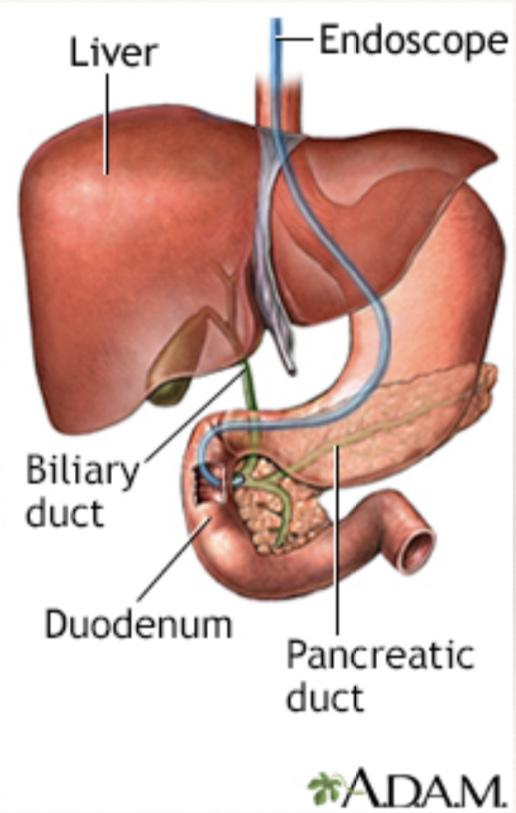 Liver
Endoscope
Biliary
duct
Duodenum
Pancreatic
duct
A.D.A.M.